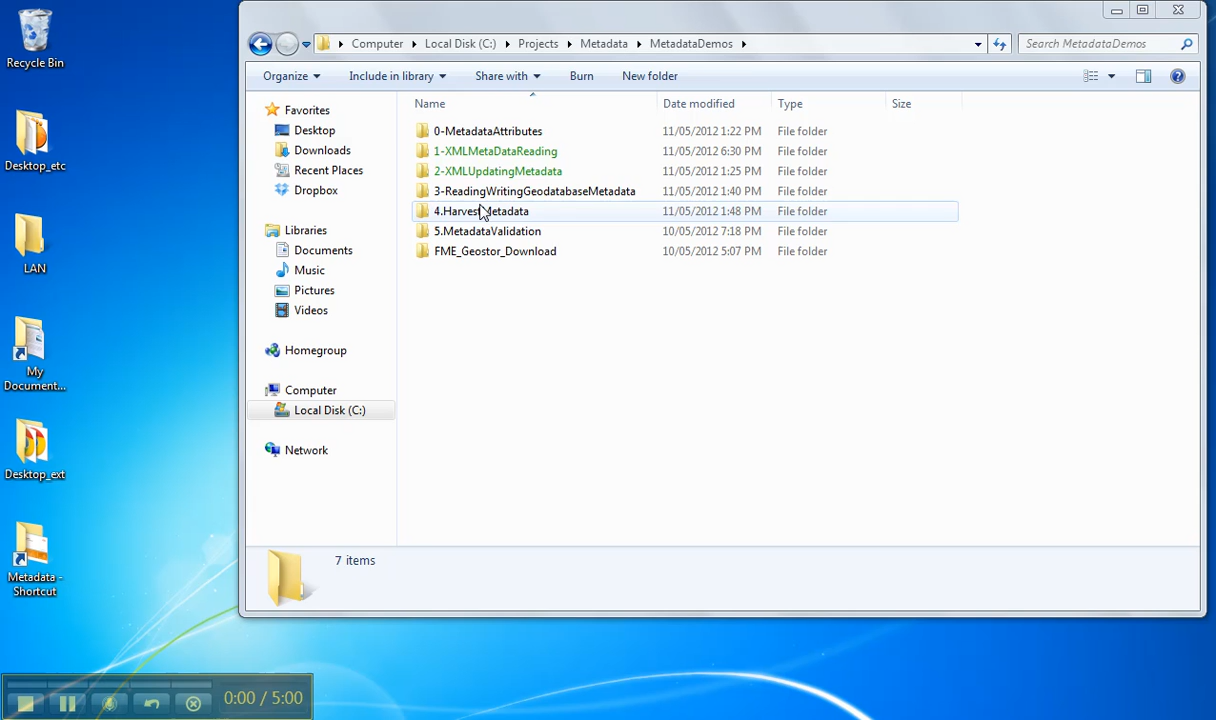 Recycle Bin
Desktop_etc
LAN
My
Document...
Desktop_ext
Metadata -
Shortcut
Computer Local Disk (C:) Projects Metadata MetadataDemos
Search MetadataDemos
Organize Include in library Share with Burn New folder
Favorites
Desktop
Downloads
Recent Places
Dropbox
Libraries
Documents
Music
Pictures
Videos
Homegroup
Computer
Local Disk (C:)
Network
Name Date modified Type Size
0-MetadataAttributes 11/05/2012 1:22 PM File folder
1-XMLMetaDataReading 11/05/2012 6:30 PM File folder
2-XMLUpdatingMetadata 11/05/2012 1:25 PM File folder
3-ReadingWritingGeodatabaseMetadata 11/05/2012 1:40 PM File folder
4.HarvestMetadata 11/05/2012 1:48 PM File folder
5.MetadataValidation 10/05/2012 7:18 PM File folder
FME_Geostor_Download 10/05/2012 5:07 PM File folder
7 items
0:00 / 5:00